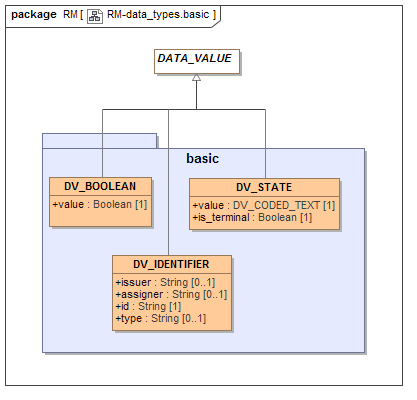 package RM [ RM-data_types.basic ]
DATA_VALUE
basic
DV_BOOLEAN
+value : Boolean [1]
DV_STATE
+value : DV_CODED_TEXT [1]
+is_terminal : Boolean [1]
DV_IDENTIFIER
+issuer : String [0..1]
+assigner : String [0..1]
+id : String [1]
+type : String [0..1]